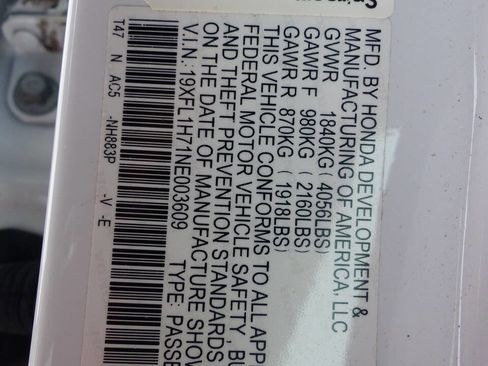 MFD. BY HONDA DEVELOPMENT &
MANUFACTURING OF AMERICA, LLC
GVWR 1840KG ( 4056LBS)
GAWR F 980KG ( 2160LBS)
GAWR R 870KG ( 1918LBS)
THIS VEHICLE CONFORMS TO ALL APP
FEDERAL MOTOR VEHICLE SAFETY, BU
AND THEFT PREVENTION STANDARDS
ON THE DATE OF MANUFACTURE SHOW
V.I.N.: 19XFL1H71NE003609 TYPE: PASSE
T47 N AC5 -NH883P -V -E